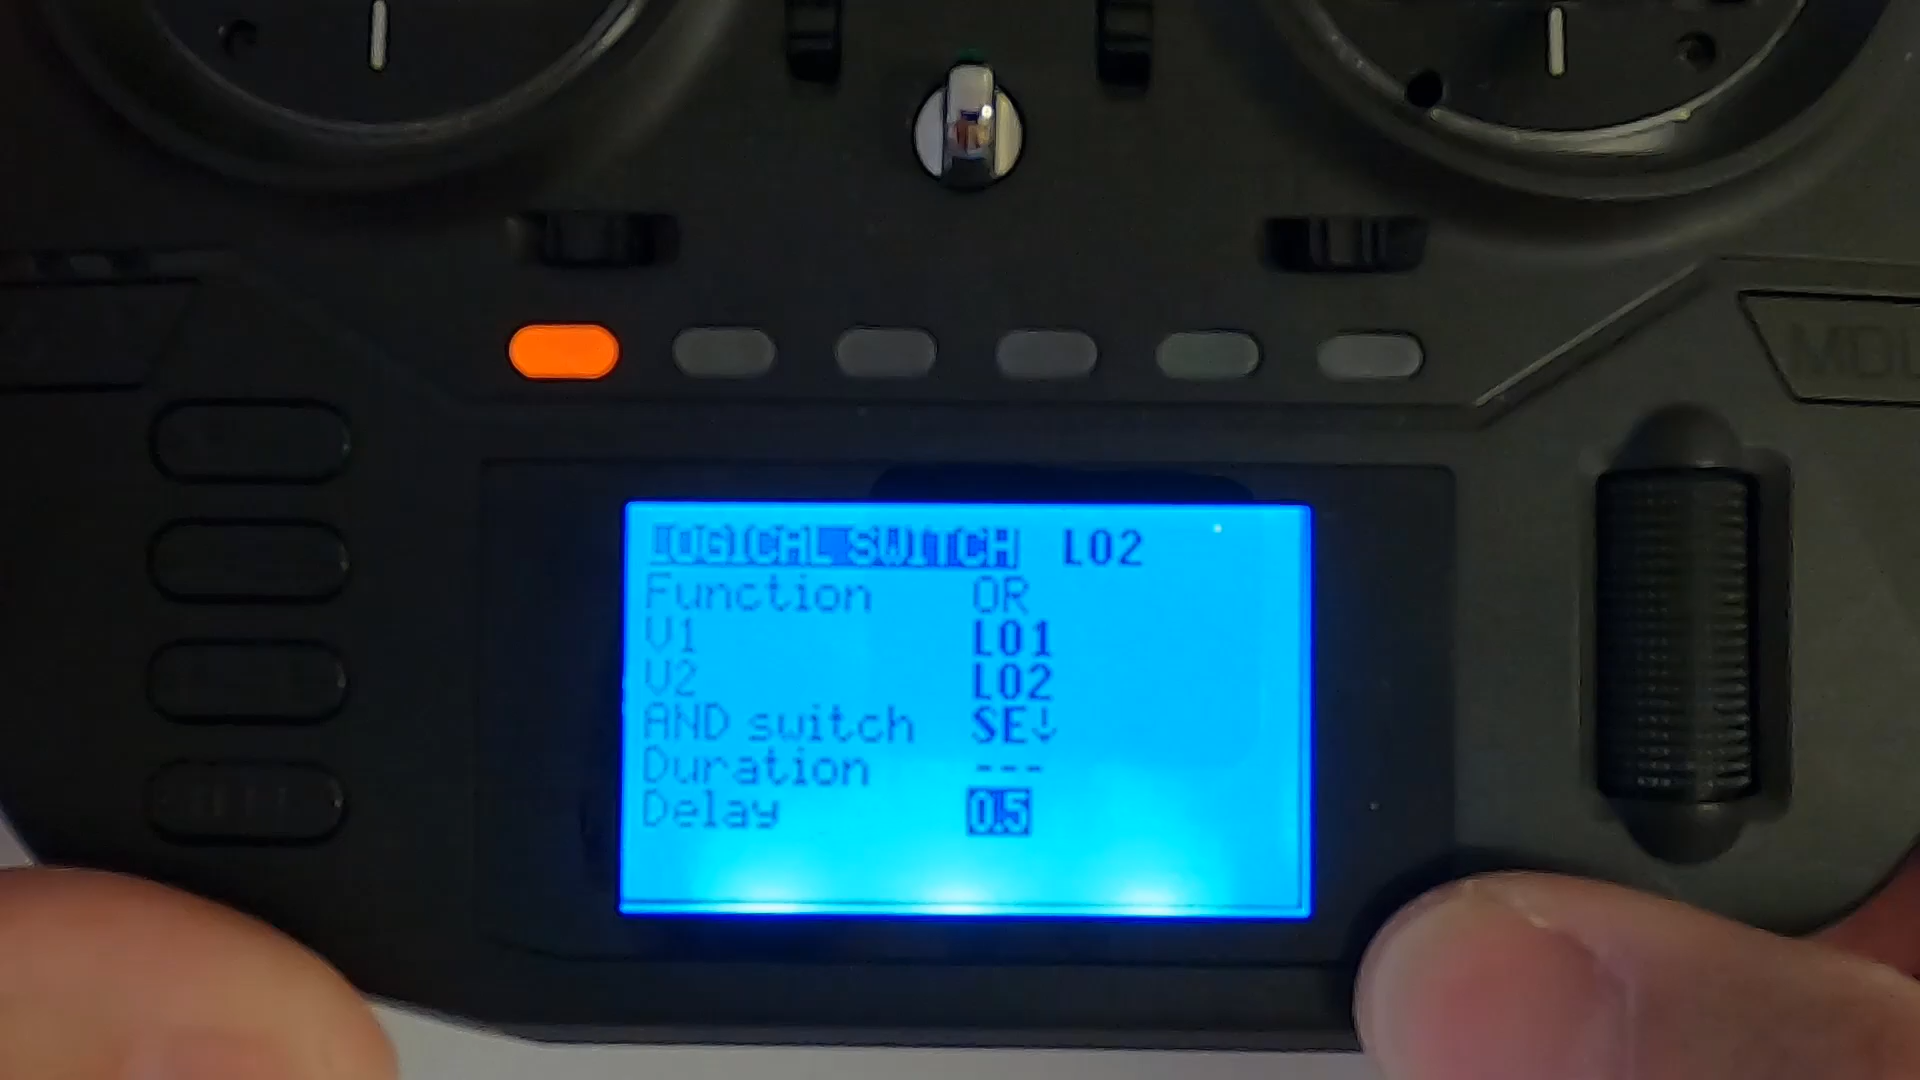 LOGICAL SWITCH L02
Function OR
V1 L01
V2 L02
AND switch SE↓
Duration ---
Delay 0.5